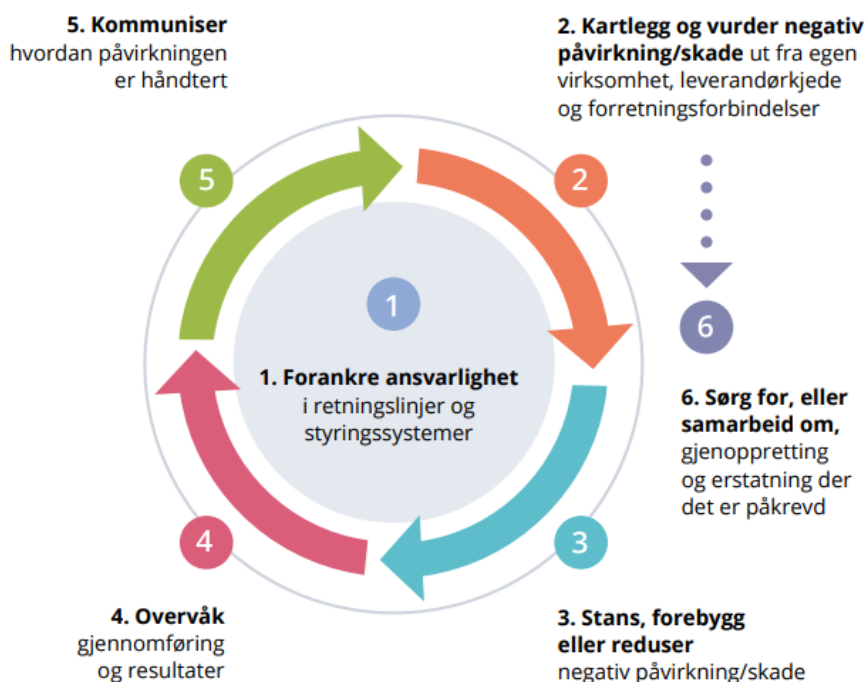 5. Kommuniser
hvordan påvirkningen
er håndtert
2. Kartlegg og vurder negativ
påvirkning/skade ut fra egen
virksomhet, leverandørkjede
og forretningsforbindelser
5
2
1
6
1. Forankre ansvarlighet
i retningslinjer og
styringssystemer
6. Sørg for, eller
samarbeid om,
gjenoppretting
og erstatning der
det er påkrevd
4
3
4. Overvåk
gjennomføring
og resultater
3. Stans, forebygg
eller reduser
negativ påvirkning/skade